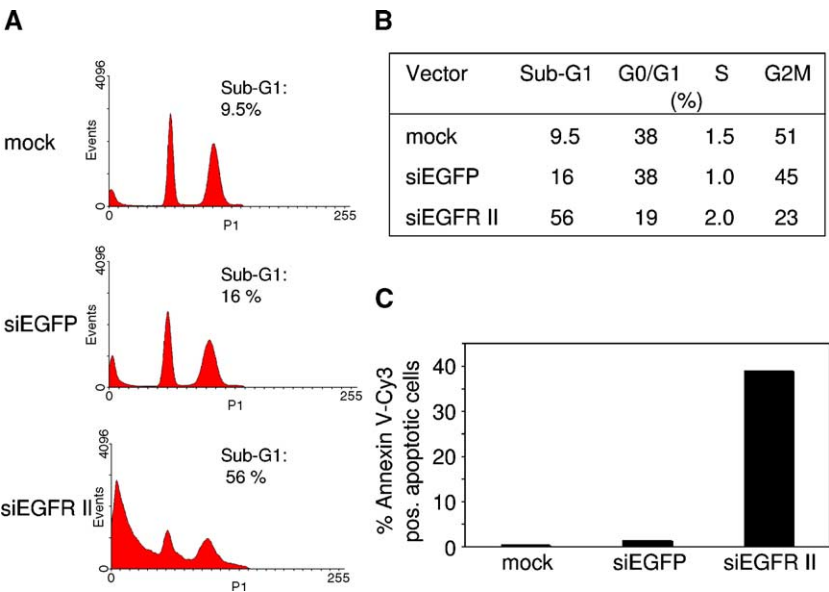 A
mock
Events
4096
0
Sub-G1:
9.5%
0
P1
255
siEGFP
Events
4096
0
Sub-G1:
16 %
0
P1
255
siEGFR II
Events
4096
0
Sub-G1:
56 %
0
P1
255
B
Vector Sub-G1 G0/G1 S G2M
(%)
mock 9.5 38 1.5 51
siEGFP 16 38 1.0 45
siEGFR II 56 19 2.0 23
C
% Annexin V-Cy3
pos. apoptotic cells
40
30
20
10
0
mock siEGFP siEGFR II